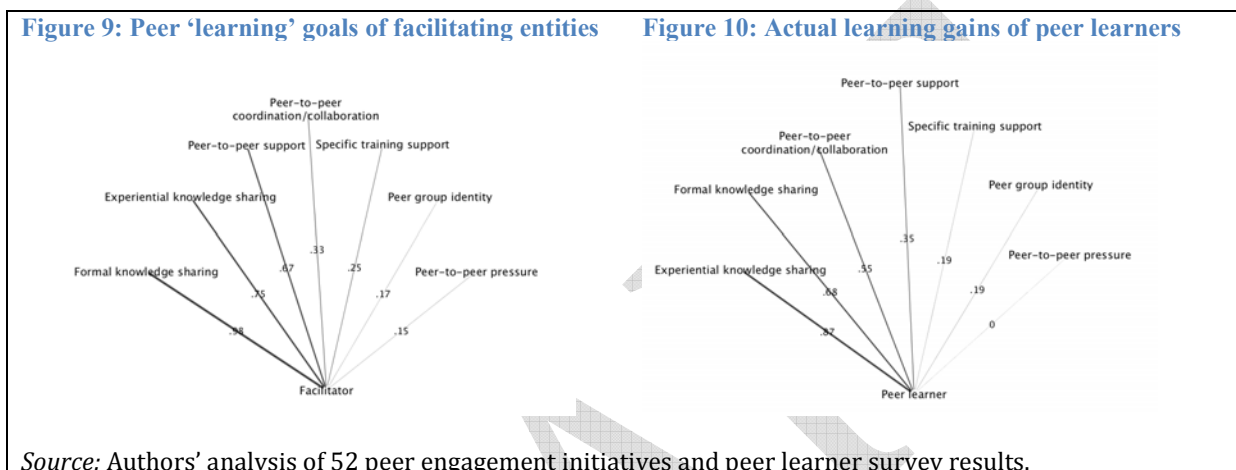 Figure 9: Peer ‘learning’ goals of facilitating entities
Peer-to-peer
coordination/collaboration
Peer-to-peer support
Specific training support
Experiential knowledge sharing
Peer group identity
Formal knowledge sharing
Peer-to-peer pressure
.33
.67
.25
.75
.17
.98
.15
Facilitator
Figure 10: Actual learning gains of peer learners
Peer-to-peer support
Specific training support
Peer-to-peer
coordination/collaboration
Formal knowledge sharing
Peer group identity
Peer-to-peer pressure
Experiential knowledge sharing
.35
.19
.55
.68
.19
.87
0
Peer learner
Source: Authors’ analysis of 52 peer engagement initiatives and peer learner survey results.